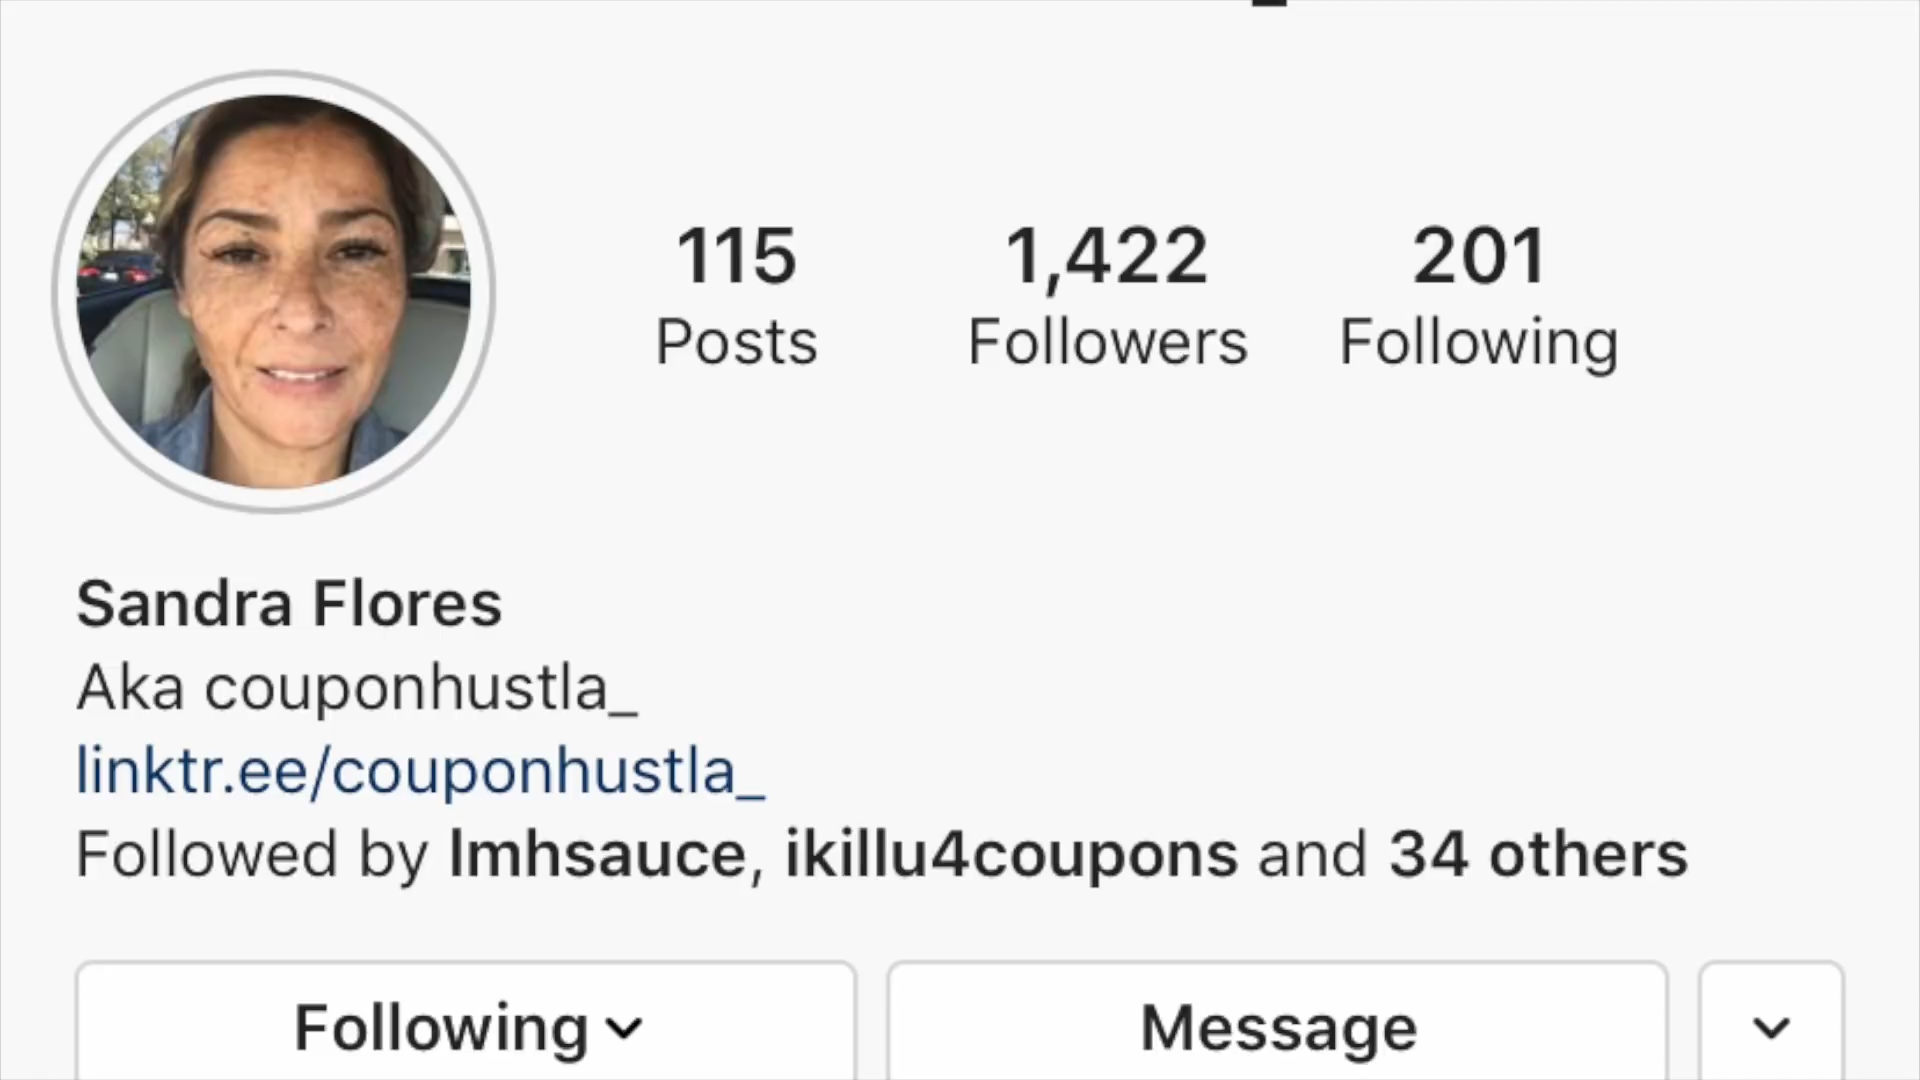 115 1,422 201
Posts Followers Following
Sandra Flores
Aka couponhustla_
linktr.ee/couponhustla_
Followed by lmhsauce, ikillu4coupons and 34 others
Following Message